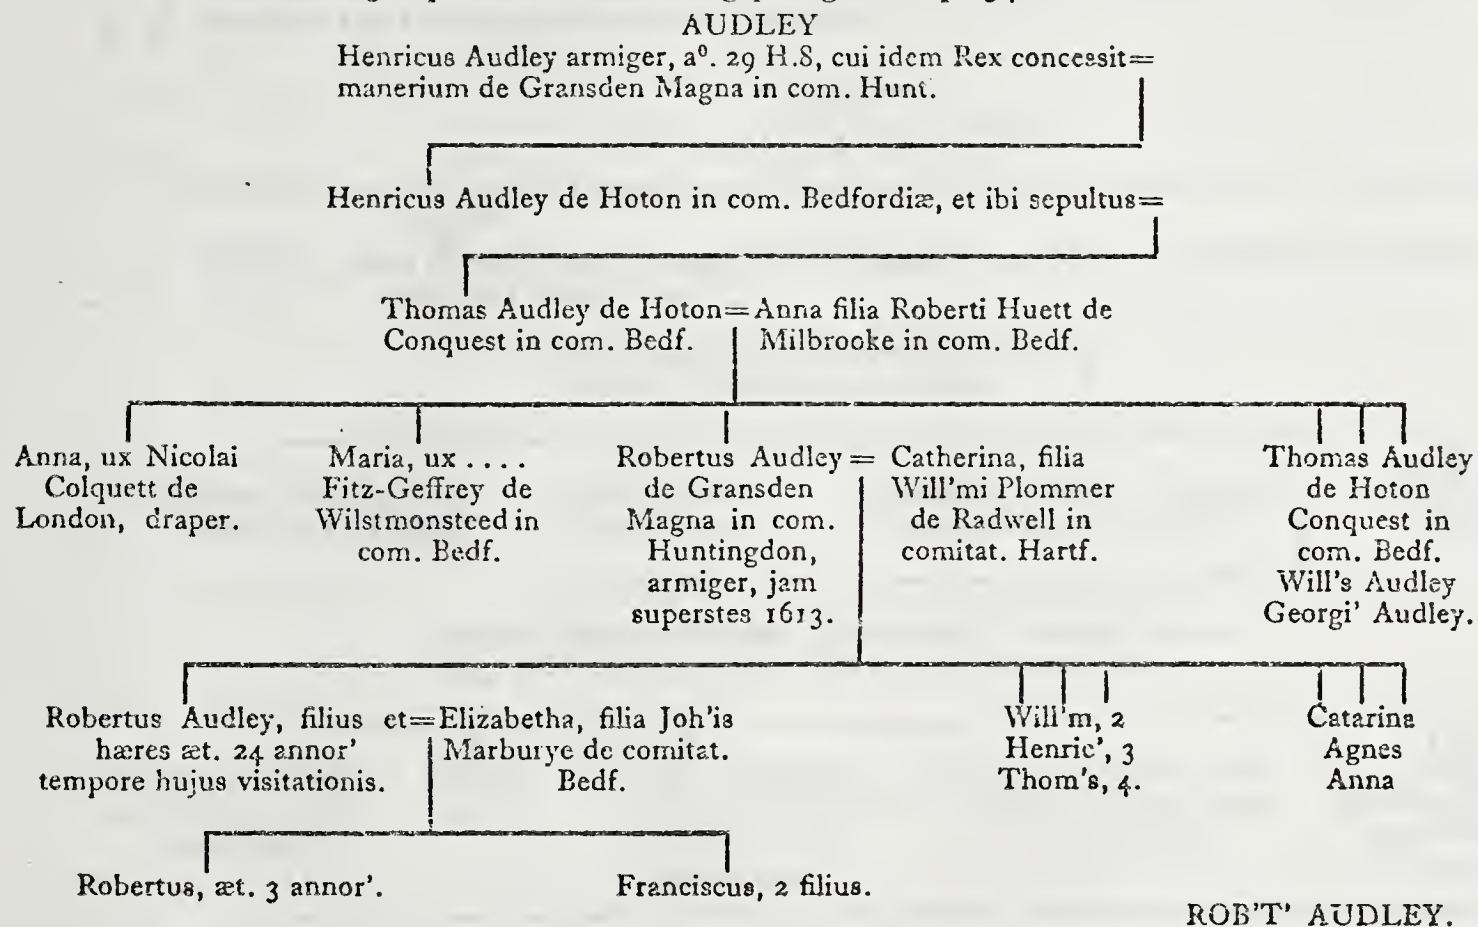 AUDLEY
Henricus Audley armiger, a⁰. 29 H.8, cui idem Rex concessit=
manerium de Gransden Magna in com. Hunt.
Henricus Audley de Hoton in com. Bedfordiæ, et ibi sepultus=
Thomas Audley de Hoton=
Conquest in com. Bedf.
Anna filia Roberti Huett de
Milbrooke in com. Bedf.
Anna, ux Nicolai
Colquett de
London, draper.
Maria, ux . . . .
Fitz-Geffrey de
Wilstmonsteed in
com. Bedf.
Robertus Audley =
de Gransden
Magna in com.
Huntingdon,
armiger, jam
superstes 1613.
Catherina, filia
Will'mi Plommer
de Radwell in
comitat. Hartf.
Thomas Audley
de Hoton
Conquest in
com. Bedf.
Will's Audley
Georgi' Audley.
Robertus Audley, filius et=
hæres æt. 24 annor'
tempore hujus visitationis.
Elizabetha, filia Joh'is
Marburye de comitat.
Bedf.
Will'm, 2
Henric', 3
Thom's, 4.
Catarina
Agnes
Anna
Robertus, æt. 3 annor'.
Franciscus, 2 filius.
ROB'T' AUDLEY.